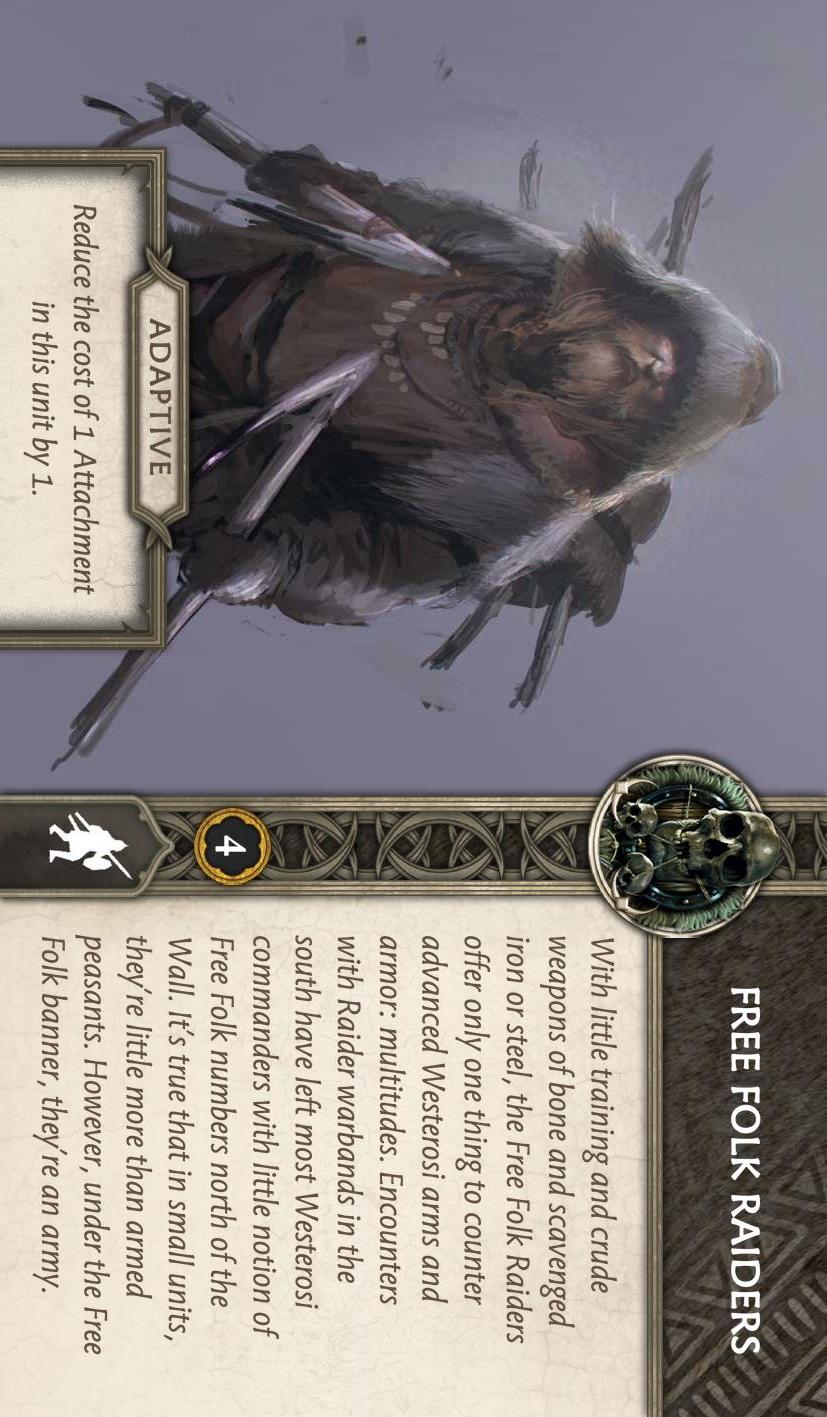 FREE FOLK RAIDERS
With little training and crude
weapons of bone and scavenged
iron or steel, the Free Folk Raiders
offer only one thing to counter
advanced Westerosi arms and
armor: multitudes. Encounters
with Raider warbands in the
south have left most Westerosi
commanders with little notion of
Free Folk numbers north of the
Wall. It's true that in small units,
they're little more than armed
peasants. However, under the Free
Folk banner, they're an army.
4
ADAPTIVE
Reduce the cost of 1 Attachment
in this unit by 1.